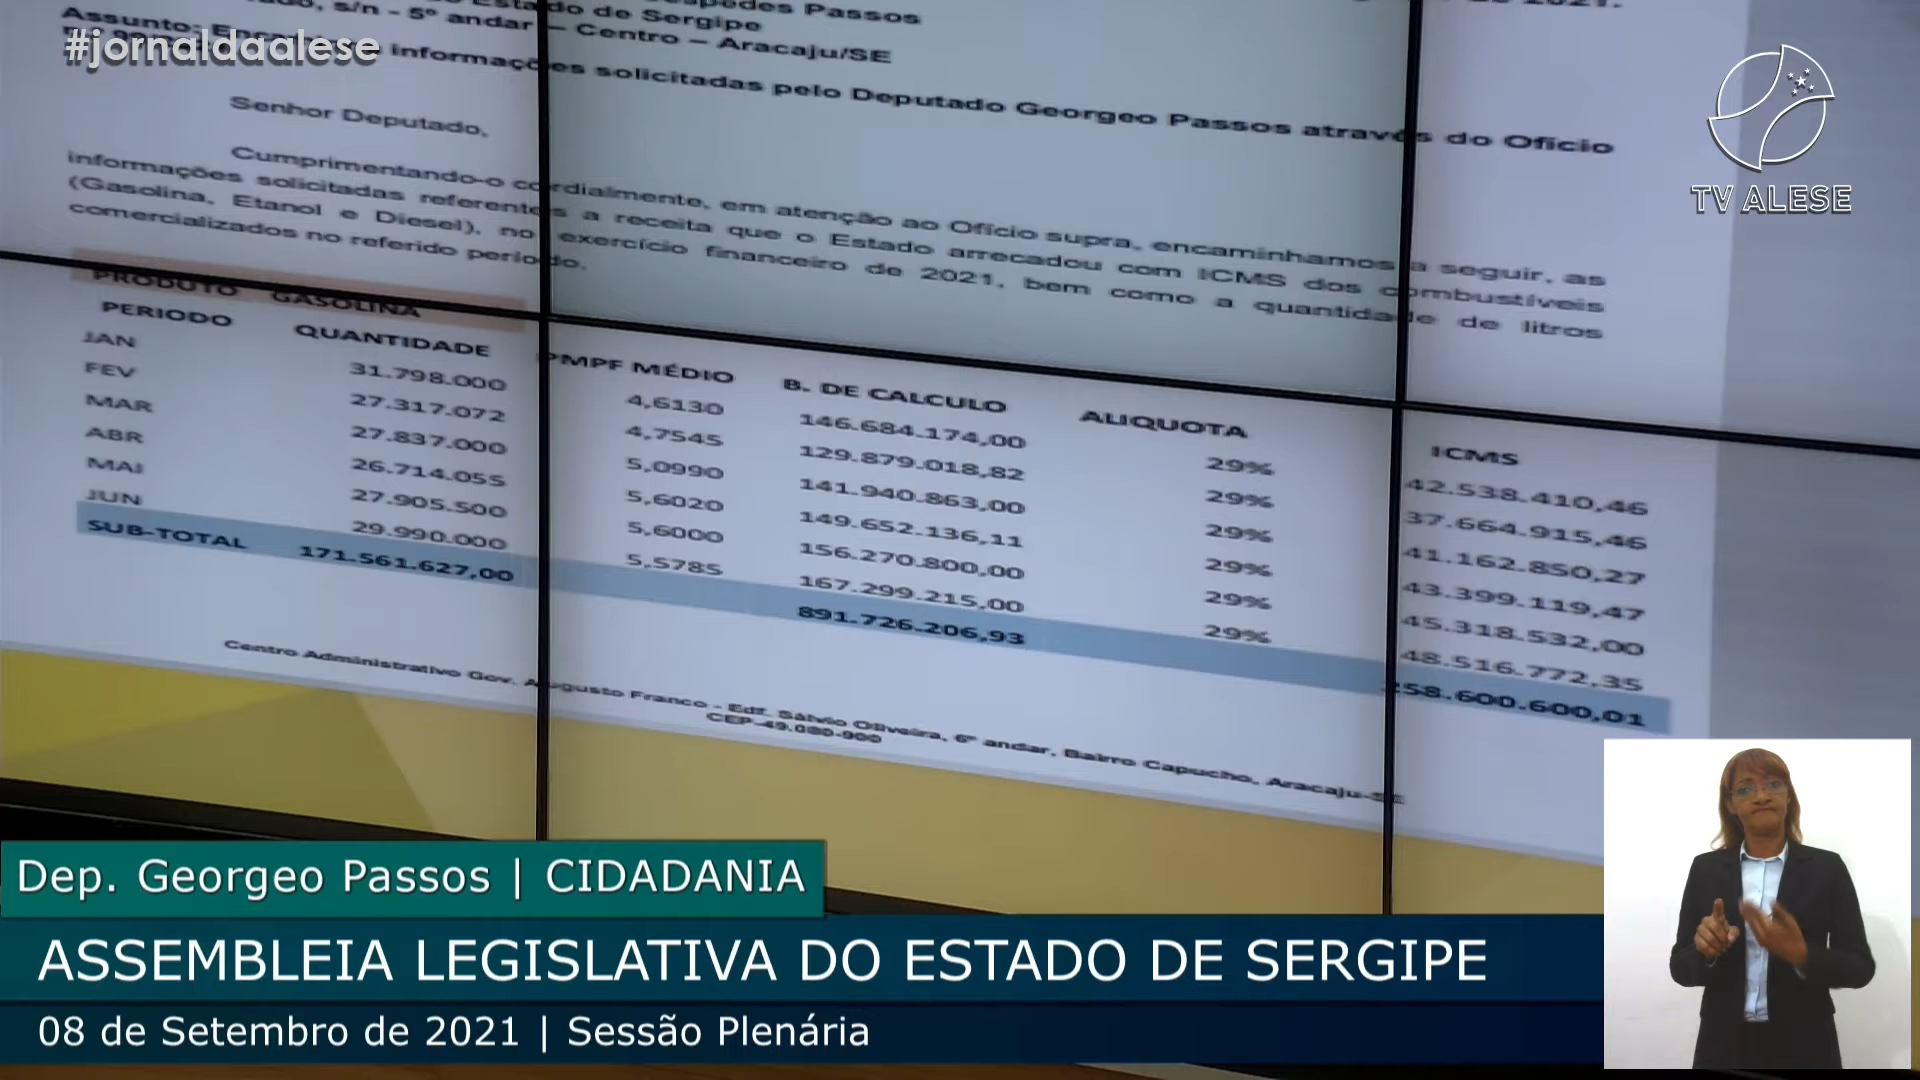 #jornaldaalese
TV ALESE
Passos
de Sergipe
s/n - 5º andar – Centro – Aracaju/SE
Assunto: informações solicitadas pelo Deputado Georgeo Passos através do Ofício
Senhor Deputado,
Cumprimentando-o cordialmente, em atenção ao Ofício supra, encaminhamos a seguir, as
informações solicitadas referentes a receita que o Estado arrecadou com ICMS dos combustíveis
(Gasolina, Etanol e Diesel), no exercício financeiro de 2021, bem como a quantidade de litros
comercializados no referido período.
PRODUTO GASOLINA
PERIODO QUANTIDADE PMPF MÉDIO B. DE CALCULO ALIQUOTA ICMS
JAN 31.798.000 4,6130 146.684.174,00 29% 42.538.410,46
FEV 27.317.072 4,7545 129.879.018,82 29% 37.664.915,46
MAR 27.837.000 5,0990 141.940.863,00 29% 41.162.850,27
ABR 26.714.055 5,6020 149.652.136,11 29% 43.399.119,47
MAI 27.905.500 5,6000 156.270.800,00 29% 45.318.532,00
JUN 29.990.000 5,5785 167.299.215,00 29% 48.516.772,35
SUB-TOTAL 171.561.627,00 891.726.206,93 258.600.600,01
Centro Administrativo Gov. Augusto Franco - Edf. Sálvio Oliveira, 6º andar, Bairro Capucho, Aracaju-SE
CEP-49.080-900
Dep. Georgeo Passos | CIDADANIA
ASSEMBLEIA LEGISLATIVA DO ESTADO DE SERGIPE
08 de Setembro de 2021 | Sessão Plenária